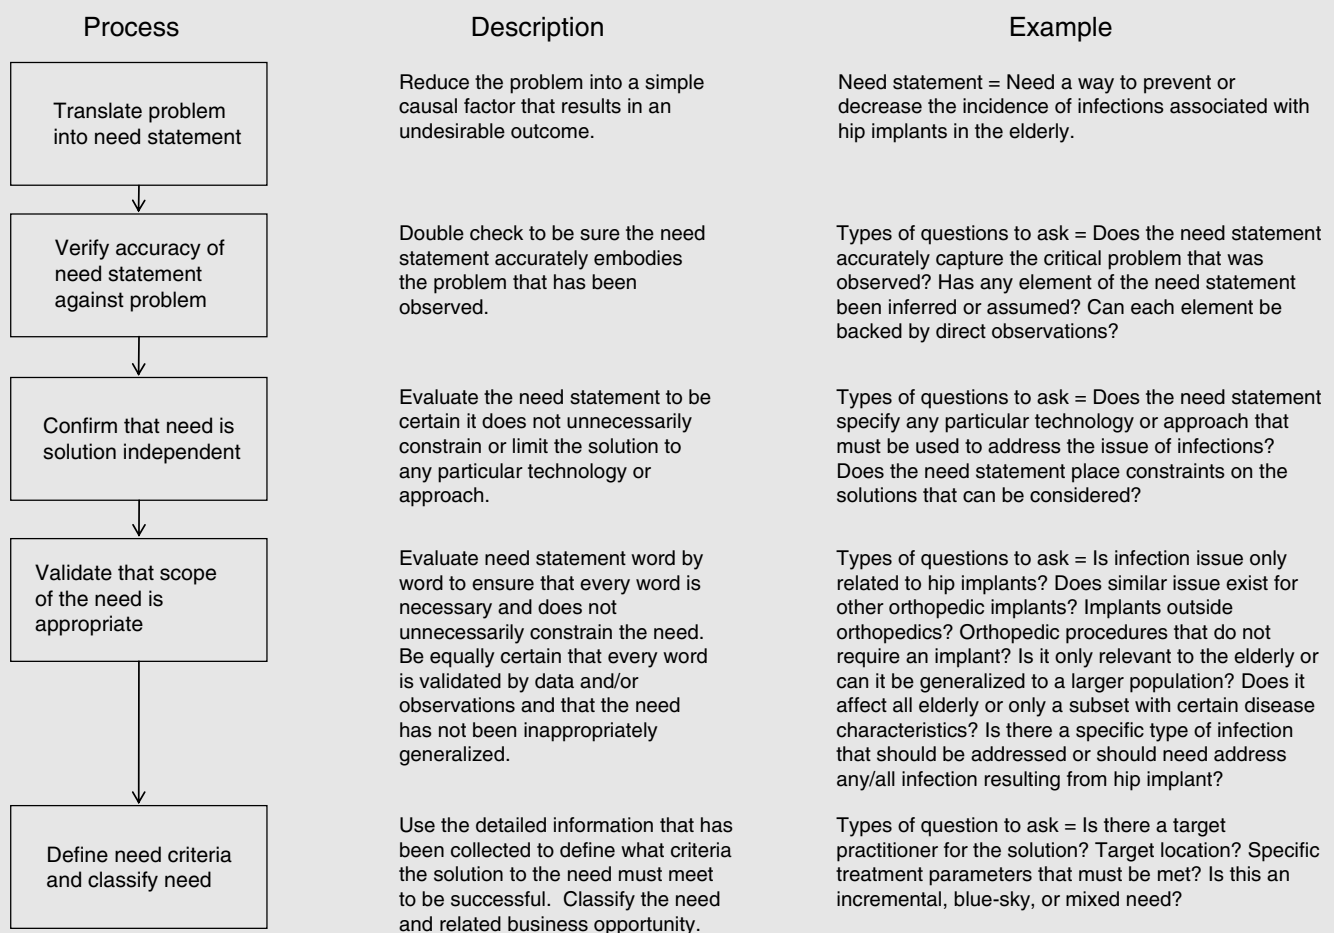 Process
Description
Example
Translate problem
into need statement
Reduce the problem into a simple
causal factor that results in an
undesirable outcome.
Need statement = Need a way to prevent or
decrease the incidence of infections associated with
hip implants in the elderly.
Verify accuracy of
need statement
against problem
Double check to be sure the need
statement accurately embodies
the problem that has been
observed.
Types of questions to ask = Does the need statement
accurately capture the critical problem that was
observed? Has any element of the need statement
been inferred or assumed? Can each element be
backed by direct observations?
Confirm that need is
solution independent
Evaluate the need statement to be
certain it does not unnecessarily
constrain or limit the solution to
any particular technology or
approach.
Types of questions to ask = Does the need statement
specify any particular technology or approach that
must be used to address the issue of infections?
Does the need statement place constraints on the
solutions that can be considered?
Validate that scope
of the need is
appropriate
Evaluate need statement word by
word to ensure that every word is
necessary and does not
unnecessarily constrain the need.
Be equally certain that every word
is validated by data and/or
observations and that the need
has not been inappropriately
generalized.
Types of questions to ask = Is infection issue only
related to hip implants? Does similar issue exist for
other orthopedic implants? Implants outside
orthopedics? Orthopedic procedures that do not
require an implant? Is it only relevant to the elderly or
can it be generalized to a larger population? Does it
affect all elderly or only a subset with certain disease
characteristics? Is there a specific type of infection
that should be addressed or should need address
any/all infection resulting from hip implant?
Define need criteria
and classify need
Use the detailed information that has
been collected to define what criteria
the solution to the need must meet
to be successful.  Classify the need
and related business opportunity.
Types of question to ask = Is there a target
practitioner for the solution? Target location? Specific
treatment parameters that must be met? Is this an
incremental, blue-sky, or mixed need?